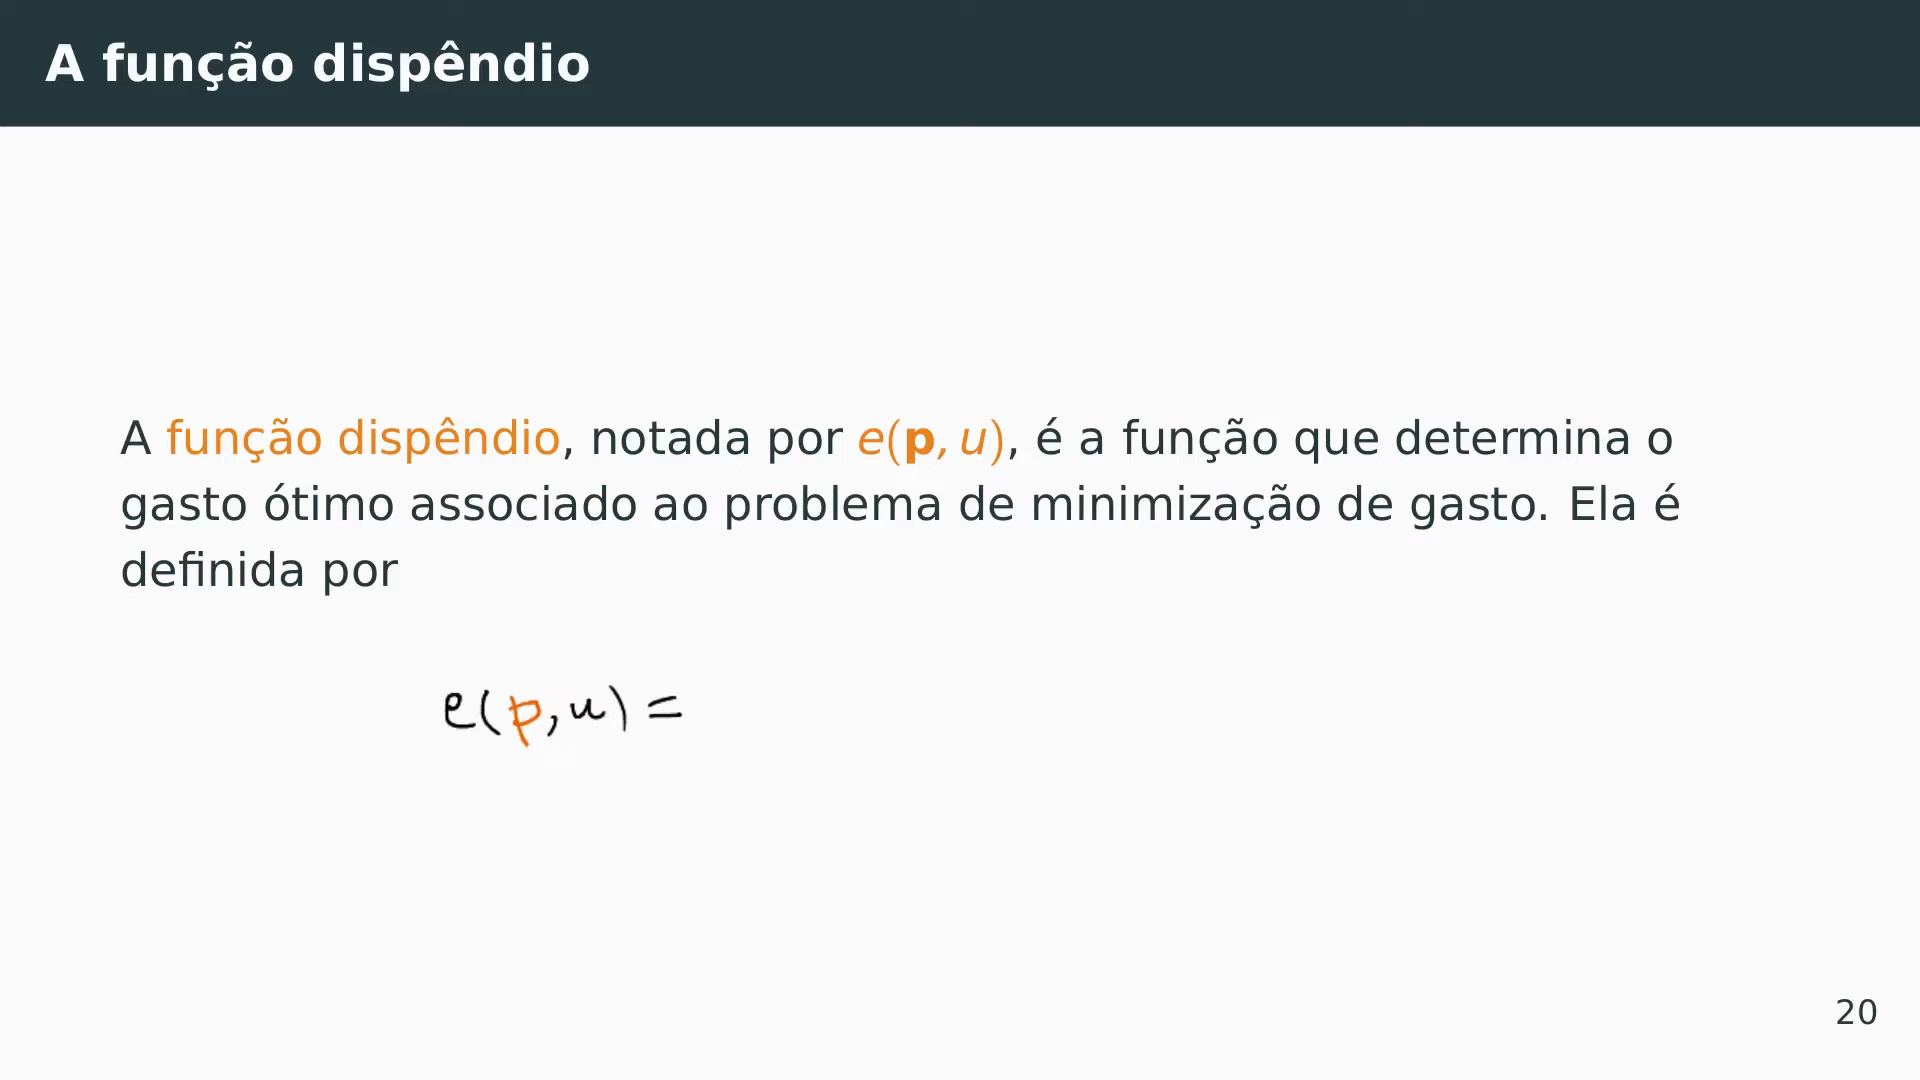 A função dispêndio
A função dispêndio, notada por e(p, u), é a função que determina o
gasto ótimo associado ao problema de minimização de gasto. Ela é
definida por
e(p,u) =
20